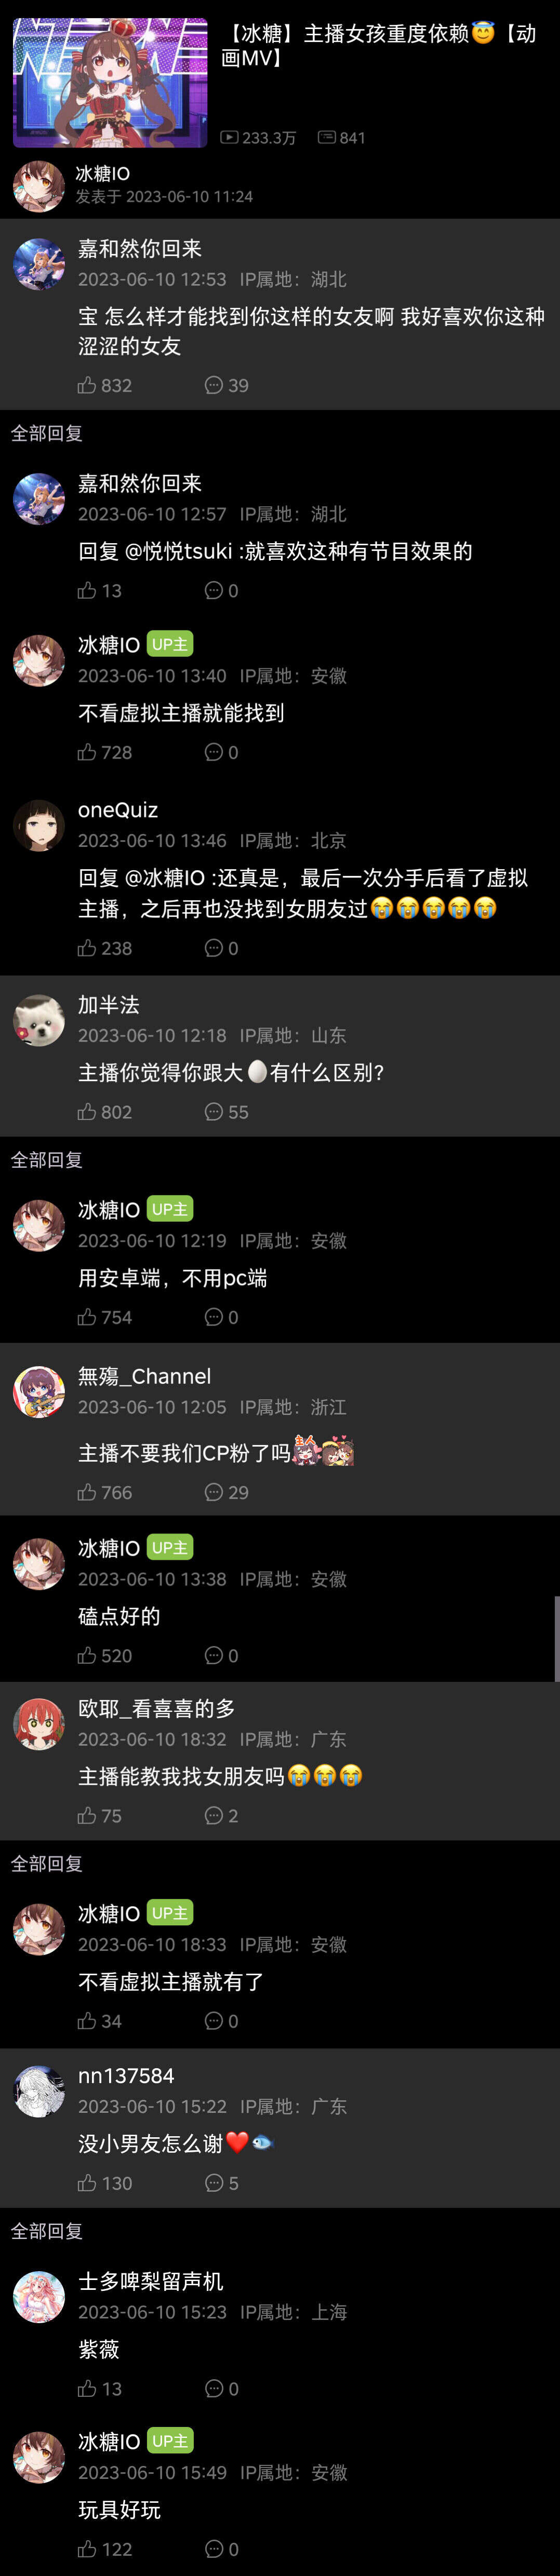 【冰糖】主播女孩重度依赖😇【动
画MV】
233.3万 841
冰糖IO
发表于 2023-06-10 11:24
嘉和然你回来
2023-06-10 12:53 IP属地：湖北
宝 怎么样才能找到你这样的女友啊 我好喜欢你这种
涩涩的女友
832 39
全部回复
嘉和然你回来
2023-06-10 12:57 IP属地：湖北
回复 @悦悦tsuki :就喜欢这种有节目效果的
13 0
冰糖IO UP主
2023-06-10 13:40 IP属地：安徽
不看虚拟主播就能找到
728 0
oneQuiz
2023-06-10 13:46 IP属地：北京
回复 @冰糖IO :还真是，最后一次分手后看了虚拟
主播，之后再也没找到女朋友过😭😭😭😭😭
238 0
加半法
2023-06-10 12:18 IP属地：山东
主播你觉得你跟大🥚有什么区别？
802 55
全部回复
冰糖IO UP主
2023-06-10 12:19 IP属地：安徽
用安卓端，不用pc端
754 0
無殤_Channel
2023-06-10 12:05 IP属地：浙江
主播不要我们CP粉了吗
766 29
冰糖IO UP主
2023-06-10 13:38 IP属地：安徽
磕点好的
520 0
欧耶_看喜喜的多
2023-06-10 18:32 IP属地：广东
主播能教我找女朋友吗😭😭😭
75 2
全部回复
冰糖IO UP主
2023-06-10 18:33 IP属地：安徽
不看虚拟主播就有了
34 0
nn137584
2023-06-10 15:22 IP属地：广东
没小男友怎么谢❤️🐟
130 5
全部回复
士多啤梨留声机
2023-06-10 15:23 IP属地：上海
紫薇
13 0
冰糖IO UP主
2023-06-10 15:49 IP属地：安徽
玩具好玩
122 0